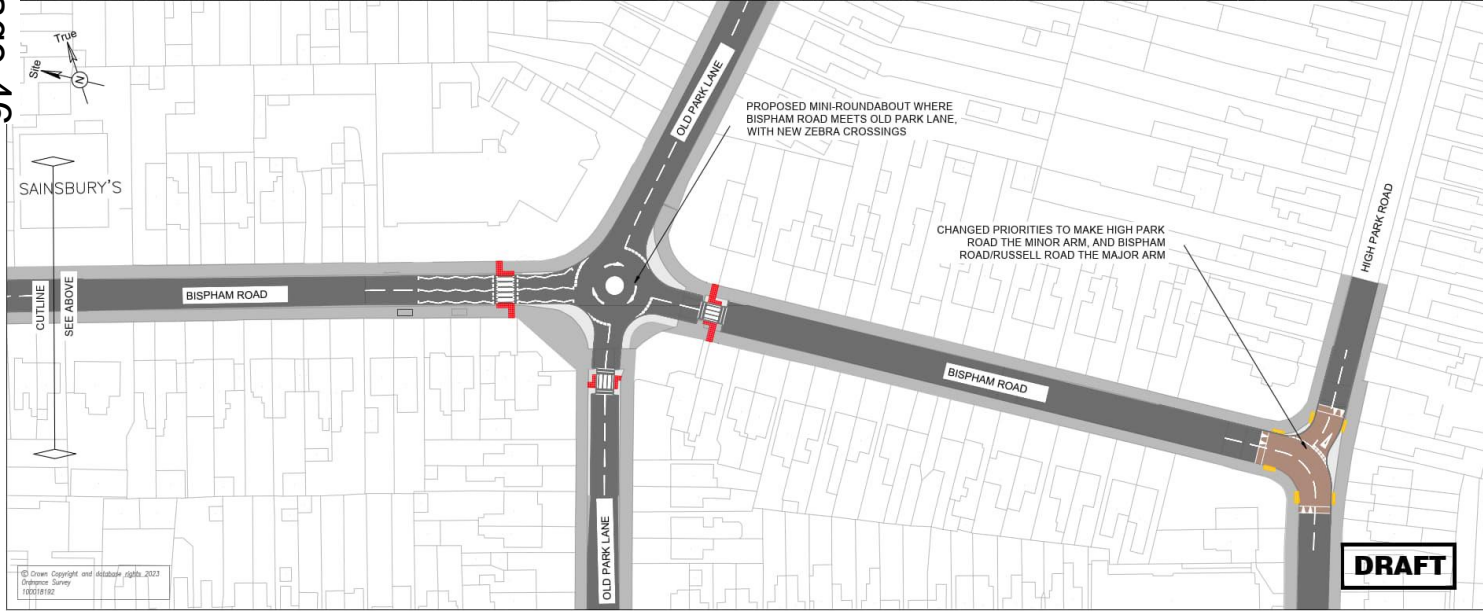 True
Site
N
SAINSBURY'S
CUTLINE
SEE ABOVE
BISPHAM ROAD
OLD PARK LANE
PROPOSED MINI-ROUNDABOUT WHERE
BISPHAM ROAD MEETS OLD PARK LANE,
WITH NEW ZEBRA CROSSINGS
CHANGED PRIORITIES TO MAKE HIGH PARK
ROAD THE MINOR ARM, AND BISPHAM
ROAD/RUSSELL ROAD THE MAJOR ARM
HIGH PARK ROAD
BISPHAM ROAD
OLD PARK LANE
© Crown Copyright and database rights 2023
Ordnance Survey
100018192
DRAFT